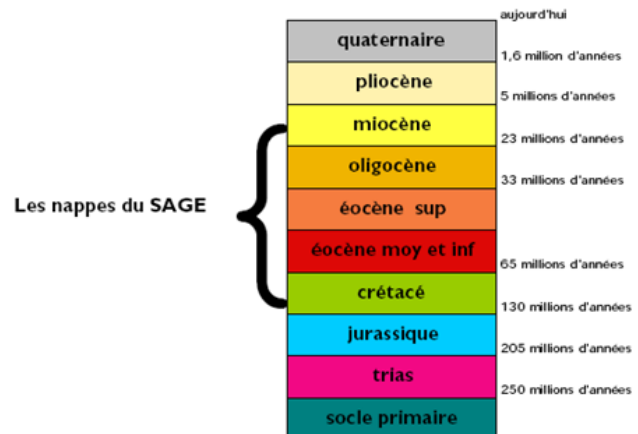 aujourd'hui
quaternaire
1,6 million d'années
pliocène
5 millions d'années
miocène
23 millions d'années
oligocène
33 millions d'années
Les nappes du SAGE
éocène sup
éocène moy et inf
65 millions d'années
crétacé
130 millions d'années
jurassique
205 millions d'années
trias
250 millions d'années
socle primaire